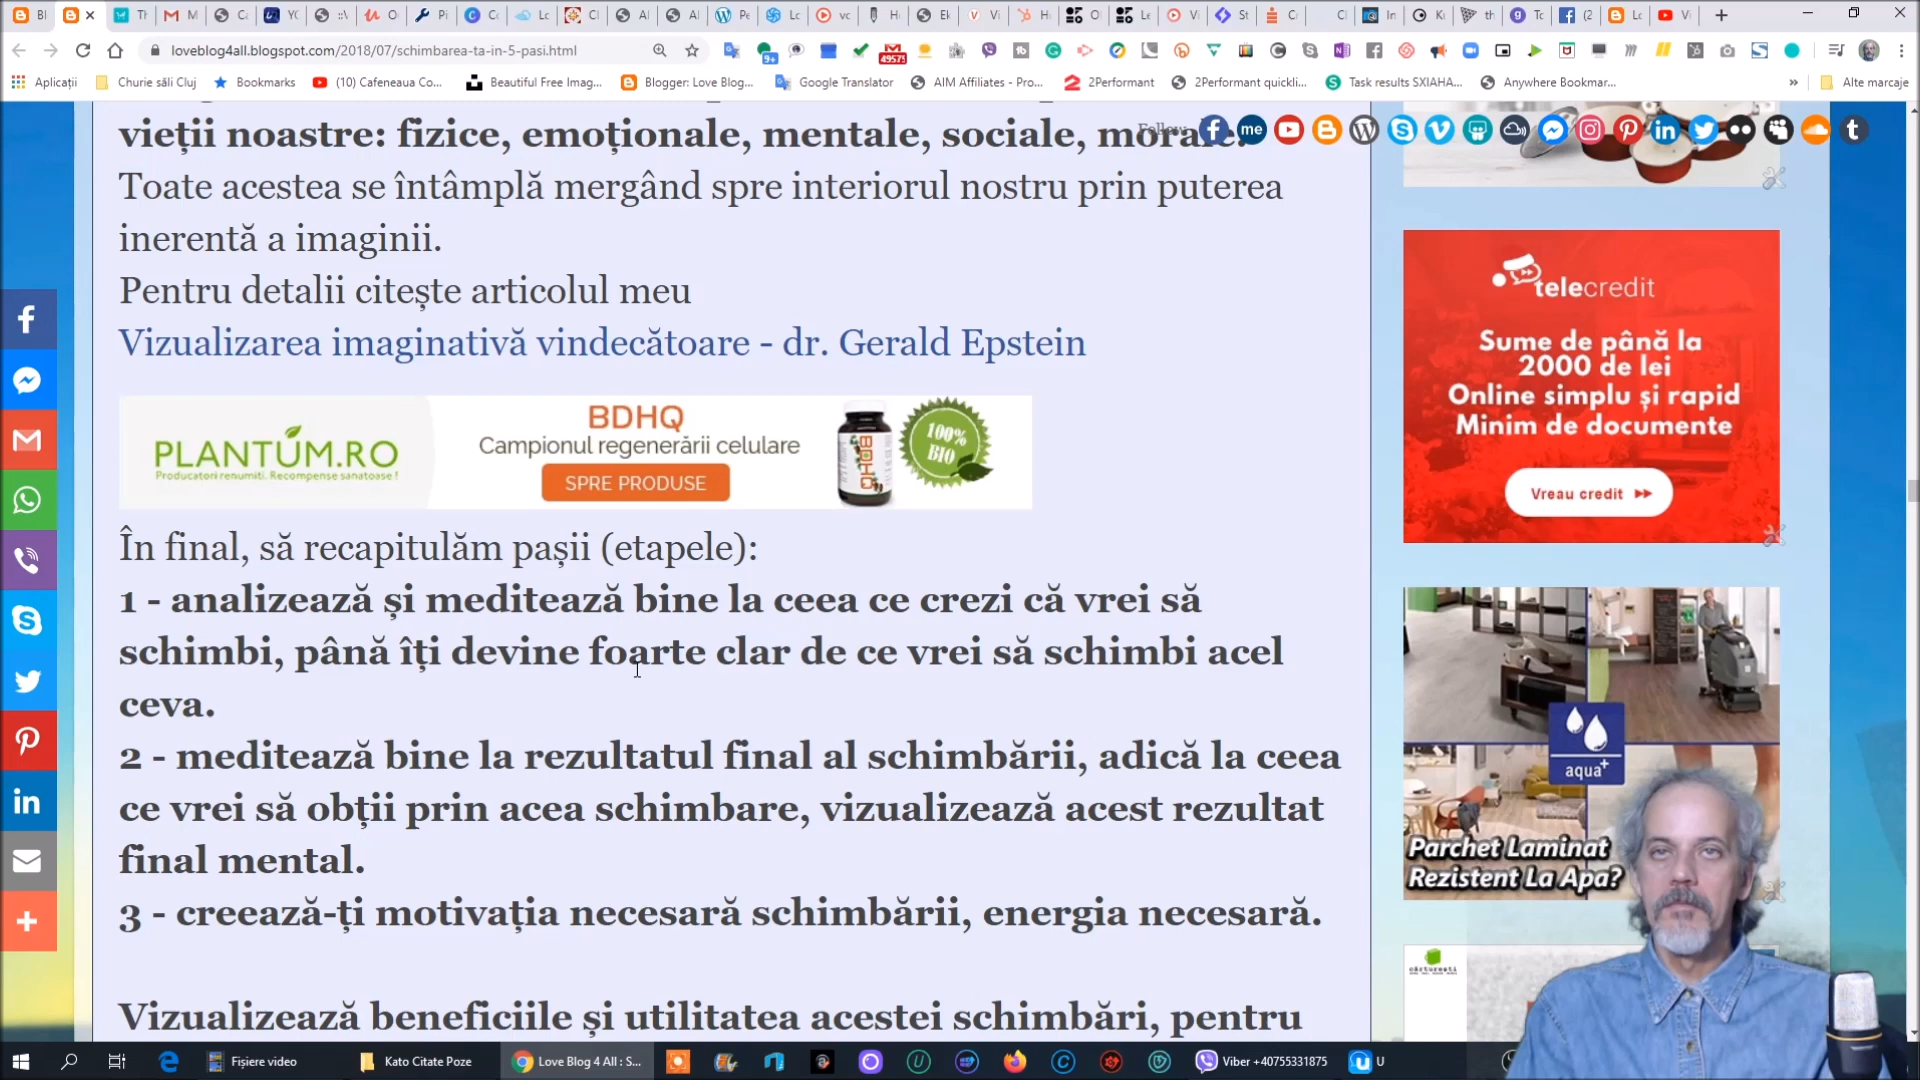 loveblog4all.blogspot.com/2018/07/schimbarea-ta-in-5-pasi.html
Aplicații
Churie săli Cluj
Bookmarks
(10) Cafeneaua Co...
Beautiful Free Imag...
Blogger: Love Blog...
Google Translator
AIM Affiliates - Pro...
2Performant
2Performant quickli...
Task results SXIAHA...
Anywhere Bookmar...
Alte marcaje
vieții noastre: fizice, emoționale, mentale, sociale, morale.
Toate acestea se întâmplă mergând spre interiorul nostru prin puterea
inerentă a imaginii.
Pentru detalii citește articolul meu
Vizualizarea imaginativă vindecătoare - dr. Gerald Epstein
PLANTUM.RO
Producatori renumiti. Recompense sanatoase!
BDHQ
Campionul regenerării celulare
SPRE PRODUSE
100%
BIO
În final, să recapitulăm pașii (etapele):
1 - analizează și meditează bine la ceea ce crezi că vrei să
schimbi, până îți devine foarte clar de ce vrei să schimbi acel
ceva.
2 - meditează bine la rezultatul final al schimbării, adică la ceea
ce vrei să obții prin acea schimbare, vizualizează acest rezultat
final mental.
3 - creează-ți motivația necesară schimbării, energia necesară.
Vizualizează beneficiile și utilitatea acestei schimbări, pentru
Follow
telecredit
Sume de până la
2000 de lei
Online simplu și rapid
Minim de documente
Vreau credit
aqua+
Parchet Laminat
Rezistent La Apa?
cărturești
Fișiere video
Kato Citate Poze
Love Blog 4 All : S...
Viber +40755331875
U